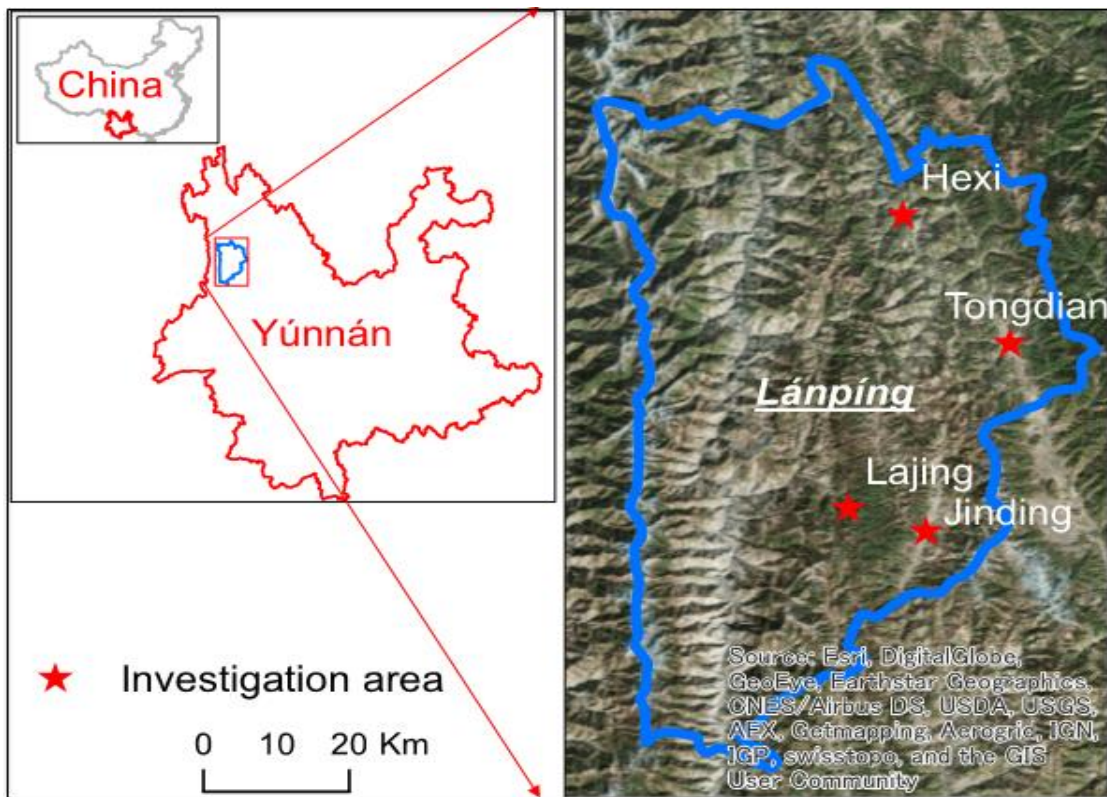 China
Yúnnán
Investigation area
0 10 20 Km
Hexi
Tongdian
Lánpíng
Lajing
Jinding
Source: Esri, DigitalGlobe,
GeoEye, Earthstar Geographics,
CNES/Airbus DS, USDA, USGS,
AEX, Getmapping, Aerogrid, IGN,
IGP, swisstopo, and the GIS
User Community